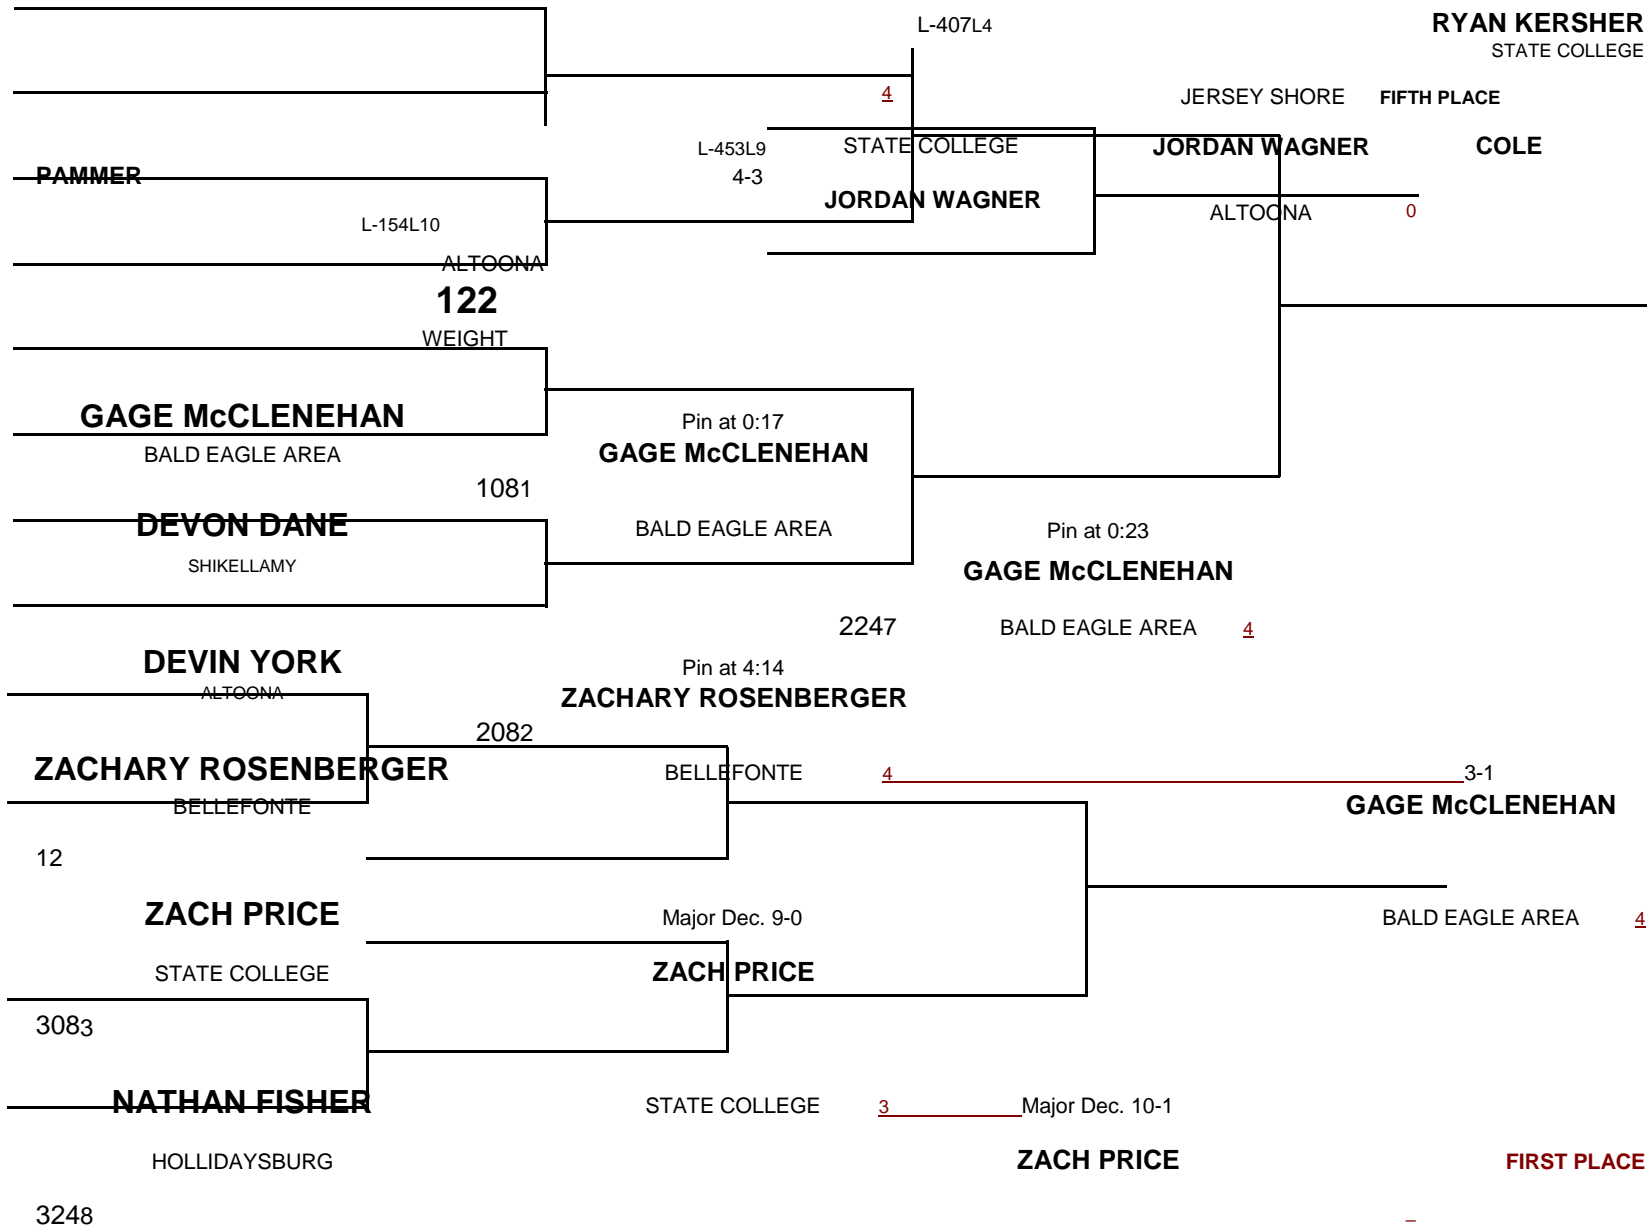 L-407L4
RYAN KERSHER
STATE COLLEGE
4
JERSEY SHORE FIFTH PLACE
L-453L9 STATE COLLEGE JORDAN WAGNER COLE
PAMMER 4-3
JORDAN WAGNER
L-154L10 ALTOONA 0
ALTOONA
122
WEIGHT
GAGE McCLENEHAN Pin at 0:17
BALD EAGLE AREA GAGE McCLENEHAN
1081
DEVON DANE BALD EAGLE AREA Pin at 0:23
SHIKELLAMY GAGE McCLENEHAN
2247 BALD EAGLE AREA 4
DEVIN YORK Pin at 4:14
ALTOONA ZACHARY ROSENBERGER
2082
ZACHARY ROSENBERGER BELLEFONTE 4 3-1
BELLEFONTE GAGE McCLENEHAN
12
ZACH PRICE Major Dec. 9-0 BALD EAGLE AREA 4
STATE COLLEGE ZACH PRICE
3083
NATHAN FISHER STATE COLLEGE 3 Major Dec. 10-1
HOLLIDAYSBURG ZACH PRICE FIRST PLACE
3248